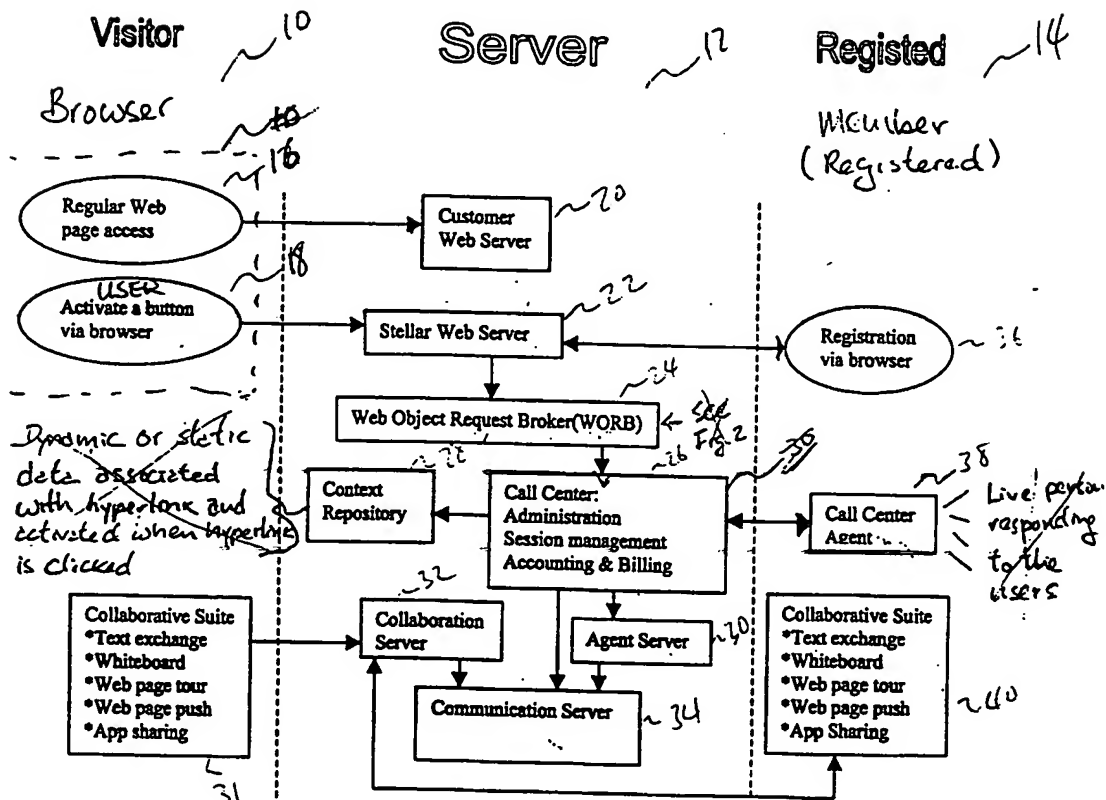 Visitor
10
Server
12
Registed
14
Browser
10
Member
(Registered)
16
Regular Web
page access
Customer
Web Server
20
18
USER
Activate a button
via browser
Stellar Web Server
22
Registration
via browser
36
24
Web Object Request Broker(WORB)
see
Fig. 2
Dynamic or static
data associated
with hyperlink and
activated when hyperlink
is clicked
Context
Repository
26
30
Call Center:
Administration
Session management
Accounting & Billing
38
Call Center
Agent
Live person
responding
to the
users
32
Collaborative Suite
*Text exchange
*Whiteboard
*Web page tour
*Web page push
*App sharing
31
Collaboration
Server
Agent Server
30
Communication Server
34
Collaborative Suite
*Text exchange
*Whiteboard
*Web page tour
*Web page push
*App Sharing
40